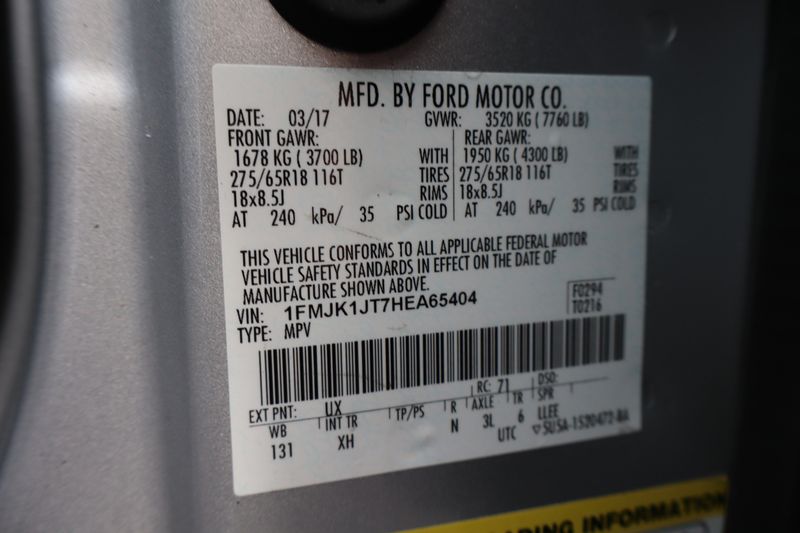 MFD. BY FORD MOTOR CO.
DATE: 03/17 GVWR: 3520 KG ( 7760 LB)
FRONT GAWR: REAR GAWR:
1678 KG ( 3700 LB) WITH 1950 KG ( 4300 LB) WITH
275/65R18 116T TIRES 275/65R18 116T TIRES
18x8.5J RIMS 18x8.5J RIMS
AT 240 kPa/ 35 PSI COLD AT 240 kPa/ 35 PSI COLD
THIS VEHICLE CONFORMS TO ALL APPLICABLE FEDERAL MOTOR
VEHICLE SAFETY STANDARDS IN EFFECT ON THE DATE OF
MANUFACTURE SHOWN ABOVE.
VIN: 1FMJK1JT7HEA65404 F0294
TYPE: MPV T0216
EXT PNT: UX RC: 71 DSO:
WB INT TR TP/PS R AXLE TR SPR
131 XH N 3L 6 LLEE
UTC ▽SU5A-1520472-BA
ADING INFORMATION